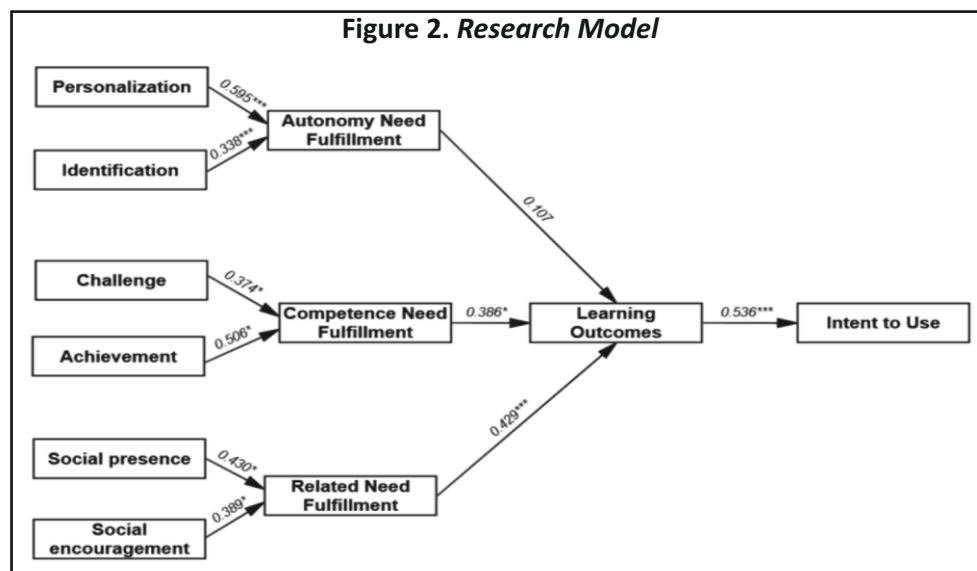 Figure 2. Research Model
Personalization
0.595***
Identification
0.338***
Autonomy Need
Fulfillment
0.107
Challenge
0.374*
Achievement
0.506*
Competence Need
Fulfillment
0.386*
Learning
Outcomes
0.536***
Intent to Use
Social presence
0.430*
Social
encouragement
0.389*
Related Need
Fulfillment
0.429***